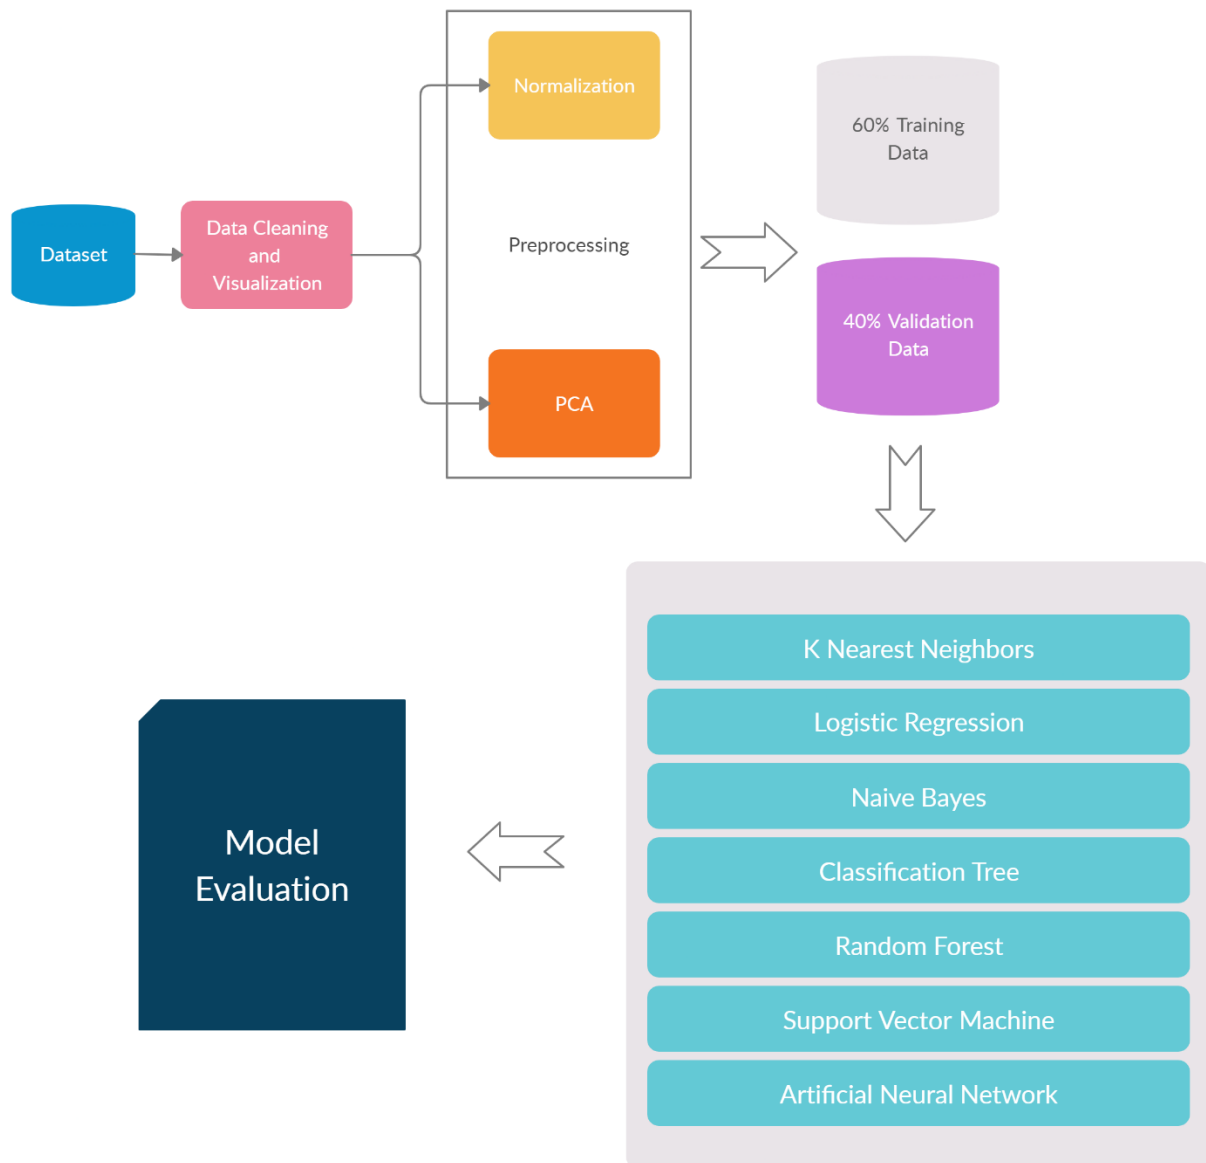 Dataset
Data Cleaning
and
Visualization
Normalization
Preprocessing
PCA
60% Training
Data
40% Validation
Data
K Nearest Neighbors
Logistic Regression
Naive Bayes
Classification Tree
Random Forest
Support Vector Machine
Artificial Neural Network
Model
Evaluation